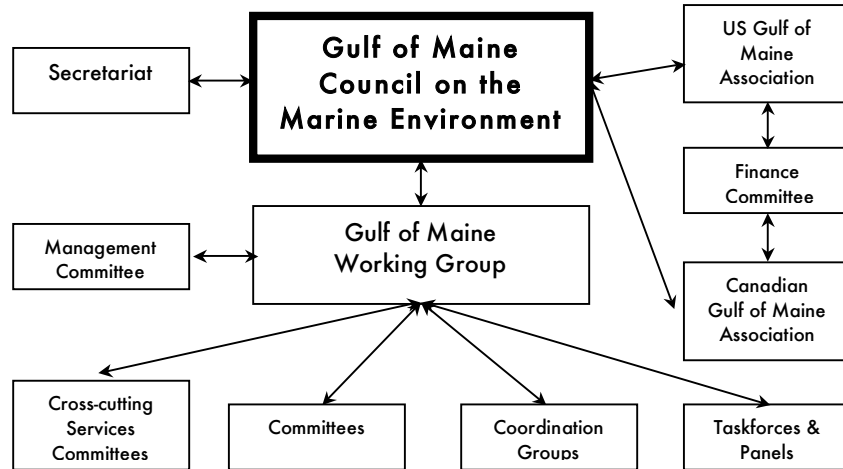 Secretariat
Gulf of Maine
Council on the
Marine Environment
US Gulf of
Maine
Association
Finance
Committee
Management
Committee
Gulf of Maine
Working Group
Canadian
Gulf of Maine
Association
Cross-cutting
Services
Committees
Committees
Coordination
Groups
Taskforces &
Panels